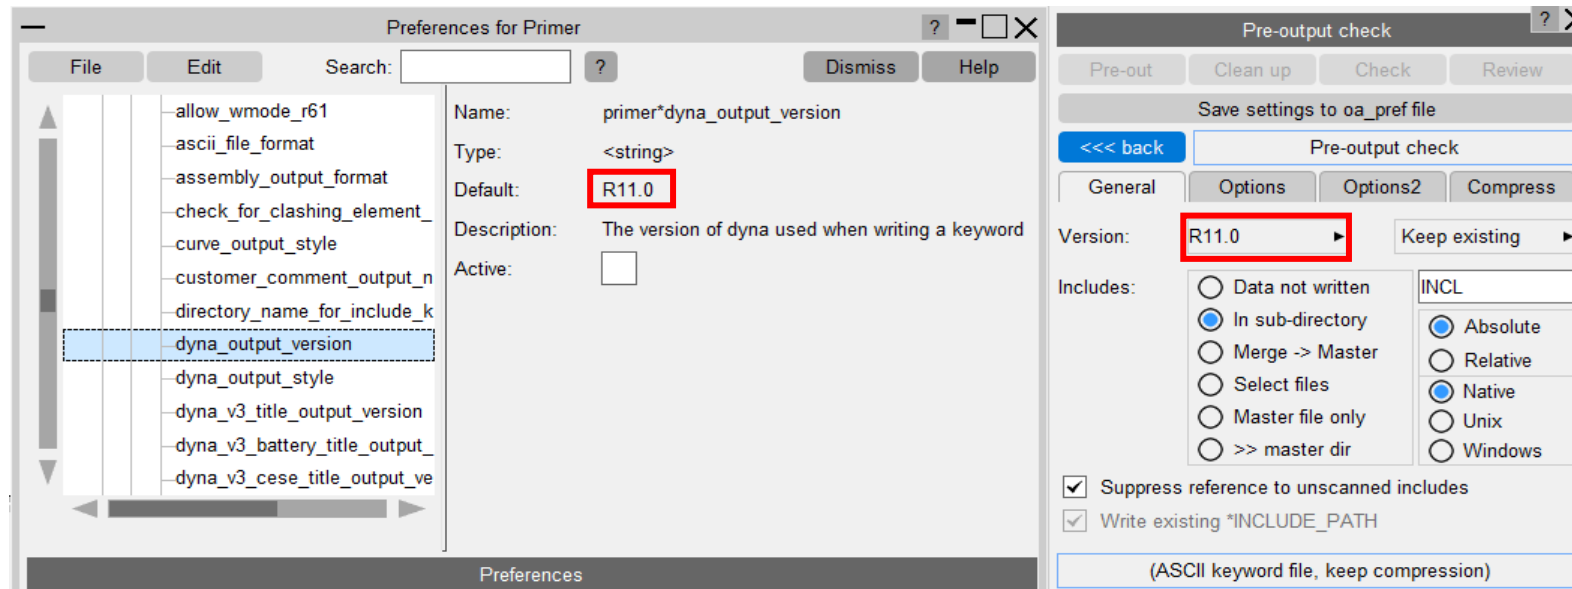 Preferences for Primer
?
File Edit Search: ? Dismiss Help
allow_wmode_r61
ascii_file_format
assembly_output_format
check_for_clashing_element_
curve_output_style
customer_comment_output_n
directory_name_for_include_k
dyna_output_version
dyna_output_style
dyna_v3_title_output_version
dyna_v3_battery_title_output_
dyna_v3_cese_title_output_ve
Name: primer*dyna_output_version
Type: <string>
Default: R11.0
Description: The version of dyna used when writing a keyword
Active:
Preferences
Pre-output check
?
Pre-out Clean up Check Review
Save settings to oa_pref file
<<< back Pre-output check
General Options Options2 Compress
Version: R11.0 Keep existing
Includes:
Data not written
In sub-directory
Merge -> Master
Select files
Master file only
>> master dir
INCL
Absolute
Relative
Native
Unix
Windows
Suppress reference to unscanned includes
Write existing *INCLUDE_PATH
(ASCII keyword file, keep compression)